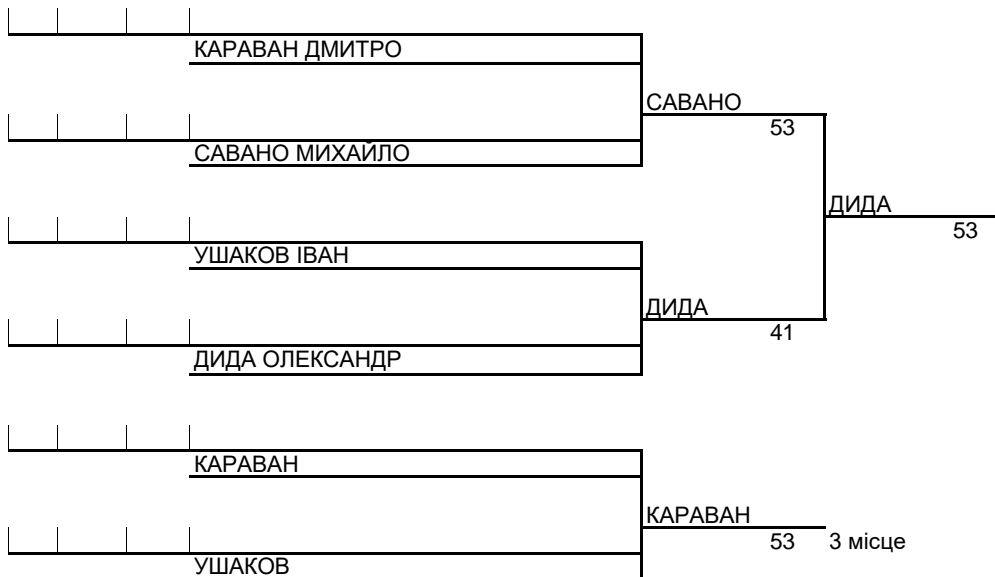 КАРАВАН ДМИТРО
САВАНО
53
САВАНО МИХАЙЛО
ДИДА
53
УШАКОВ ІВАН
ДИДА
41
ДИДА ОЛЕКСАНДР
КАРАВАН
КАРАВАН
53 3 місце
УШАКОВ